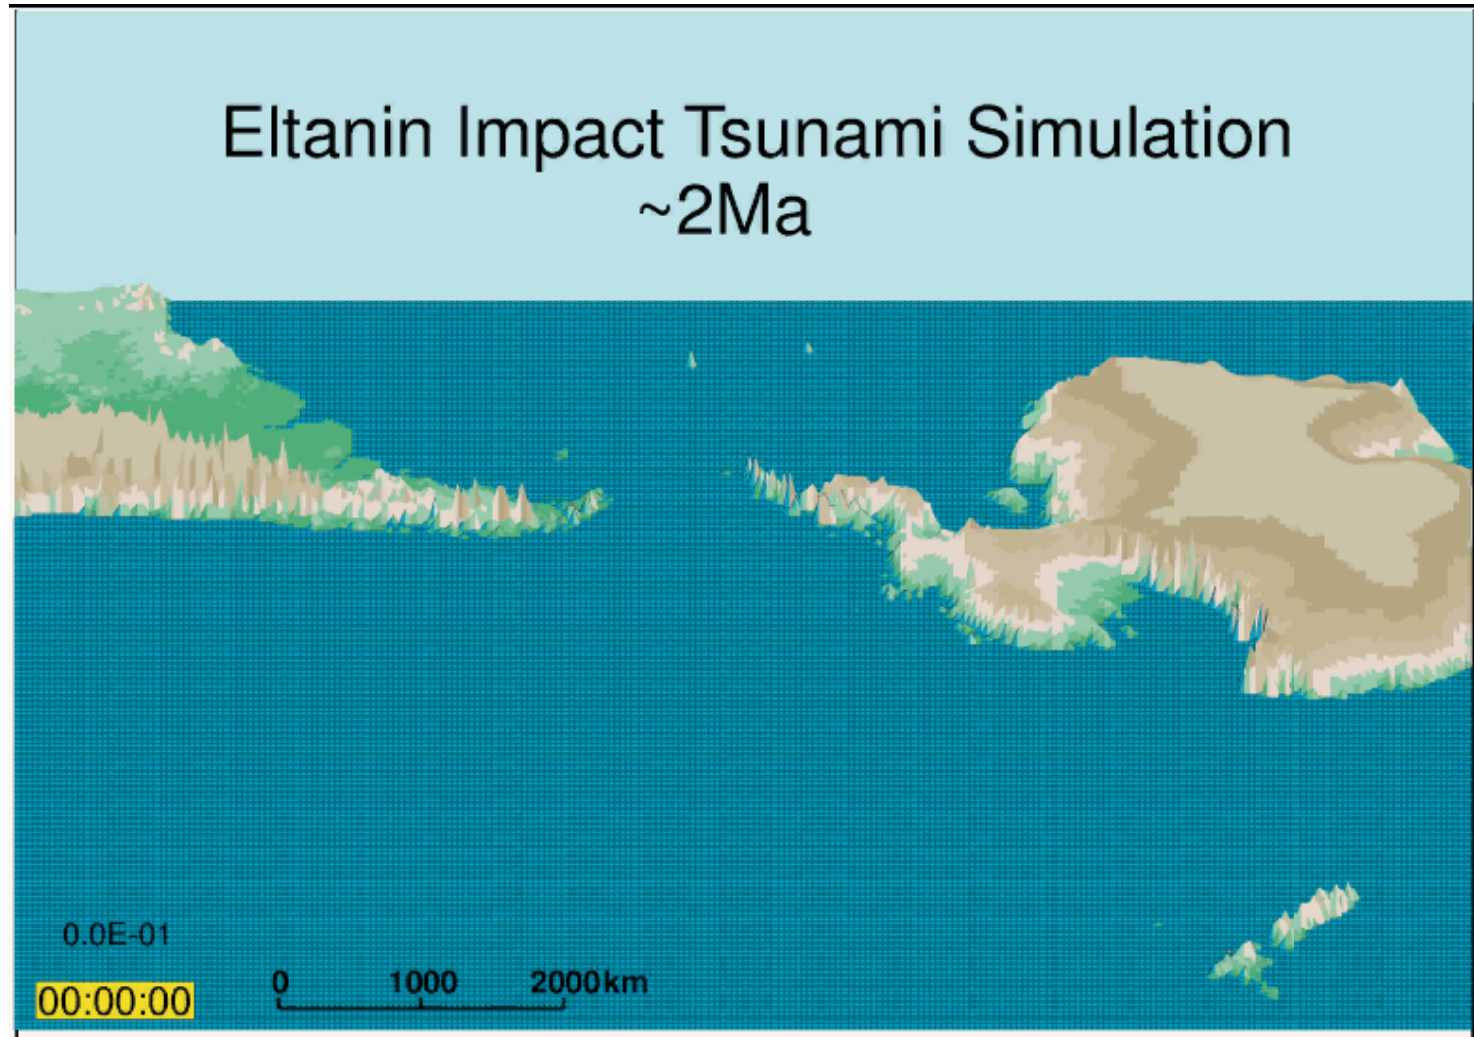 Eltanin Impact Tsunami Simulation
~2Ma
0.0E-01
00:00:00
0 1000 2000km